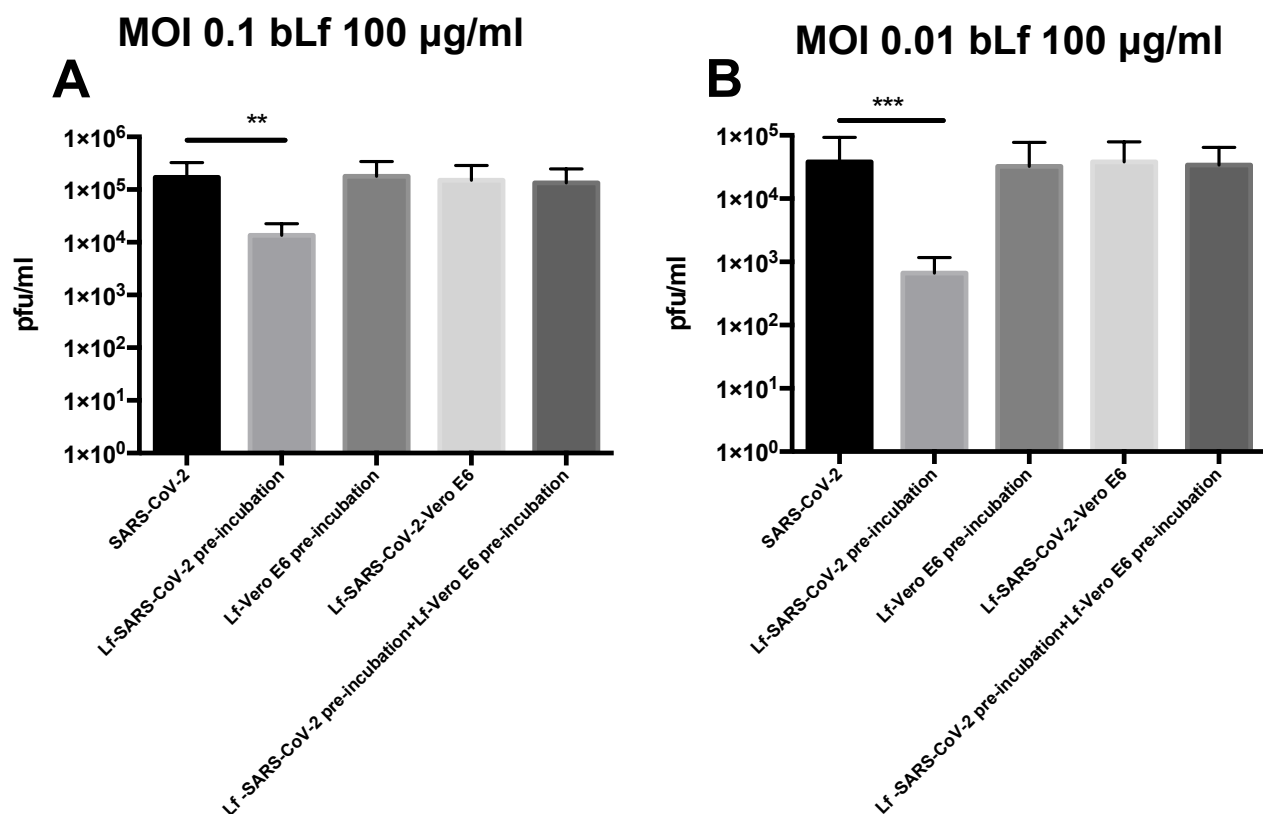 MOI 0.1 bLf 100 µg/ml
A
**
1×10⁶
1×10⁵
1×10⁴
1×10³
1×10²
1×10¹
1×10⁰
pfu/ml
SARS-CoV-2
Lf-SARS-CoV-2 pre-incubation
Lf-Vero E6 pre-incubation
Lf-SARS-CoV-2-Vero E6
Lf -SARS-CoV-2 pre-incubation+Lf-Vero E6 pre-incubation
MOI 0.01 bLf 100 µg/ml
B
***
1×10⁵
1×10⁴
1×10³
1×10²
1×10¹
1×10⁰
pfu/ml
SARS-CoV-2
Lf-SARS-CoV-2 pre-incubation
Lf-Vero E6 pre-incubation
Lf-SARS-CoV-2-Vero E6
Lf -SARS-CoV-2 pre-incubation+Lf-Vero E6 pre-incubation